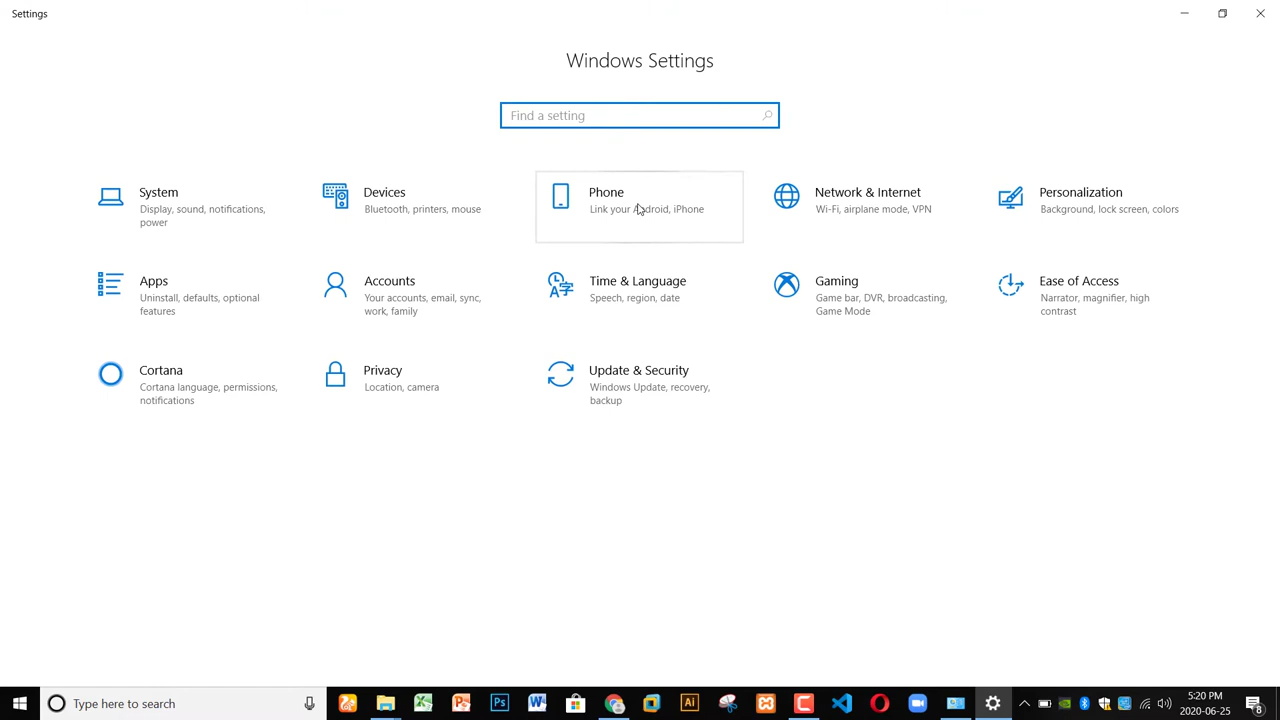 Settings
Windows Settings
Find a setting
System
Display, sound, notifications,
power
Devices
Bluetooth, printers, mouse
Phone
Link your Android, iPhone
Network & Internet
Wi-Fi, airplane mode, VPN
Personalization
Background, lock screen, colors
Apps
Uninstall, defaults, optional
features
Accounts
Your accounts, email, sync,
work, family
Time & Language
Speech, region, date
Gaming
Game bar, DVR, broadcasting,
Game Mode
Ease of Access
Narrator, magnifier, high
contrast
Cortana
Cortana language, permissions,
notifications
Privacy
Location, camera
Update & Security
Windows Update, recovery,
backup
Type here to search
5:20 PM
2020-06-25
8